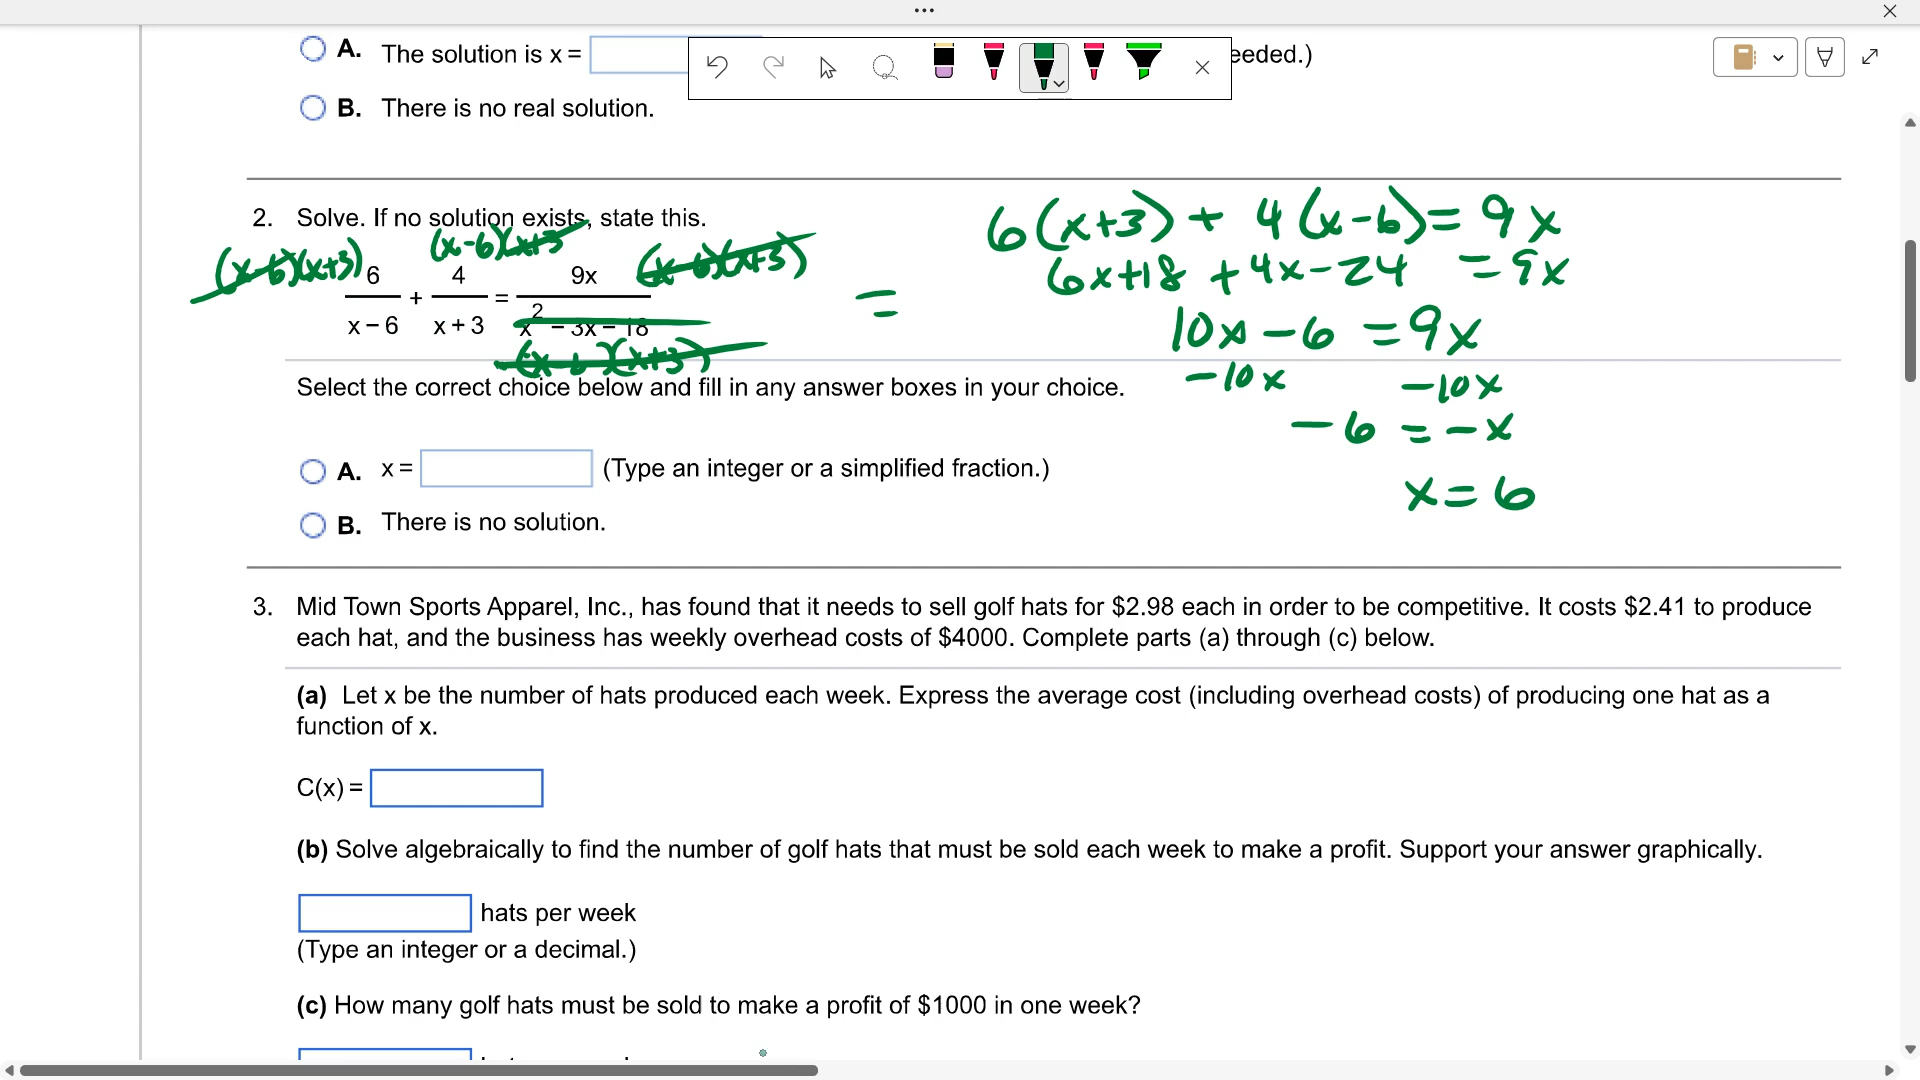 A. The solution is x = eeded.)
B. There is no real solution.
2. Solve. If no solution exists, state this.
(x-6)(x+3) 6/(x − 6) + (x-6)(x+3) 4/(x + 3) = 9x/(x² − 3x − 18) (x-6)(x+3)
(x-6)(x+3)
=
6(x+3) + 4(x-6) = 9x
6x+18 +4x-24 = 9x
10x - 6 = 9x
-10x -10x
-6 = -x
x = 6
Select the correct choice below and fill in any answer boxes in your choice.
A. x = (Type an integer or a simplified fraction.)
B. There is no solution.
3. Mid Town Sports Apparel, Inc., has found that it needs to sell golf hats for $2.98 each in order to be competitive. It costs $2.41 to produce
each hat, and the business has weekly overhead costs of $4000. Complete parts (a) through (c) below.
(a) Let x be the number of hats produced each week. Express the average cost (including overhead costs) of producing one hat as a
function of x.
C(x) =
(b) Solve algebraically to find the number of golf hats that must be sold each week to make a profit. Support your answer graphically.
hats per week
(Type an integer or a decimal.)
(c) How many golf hats must be sold to make a profit of $1000 in one week?